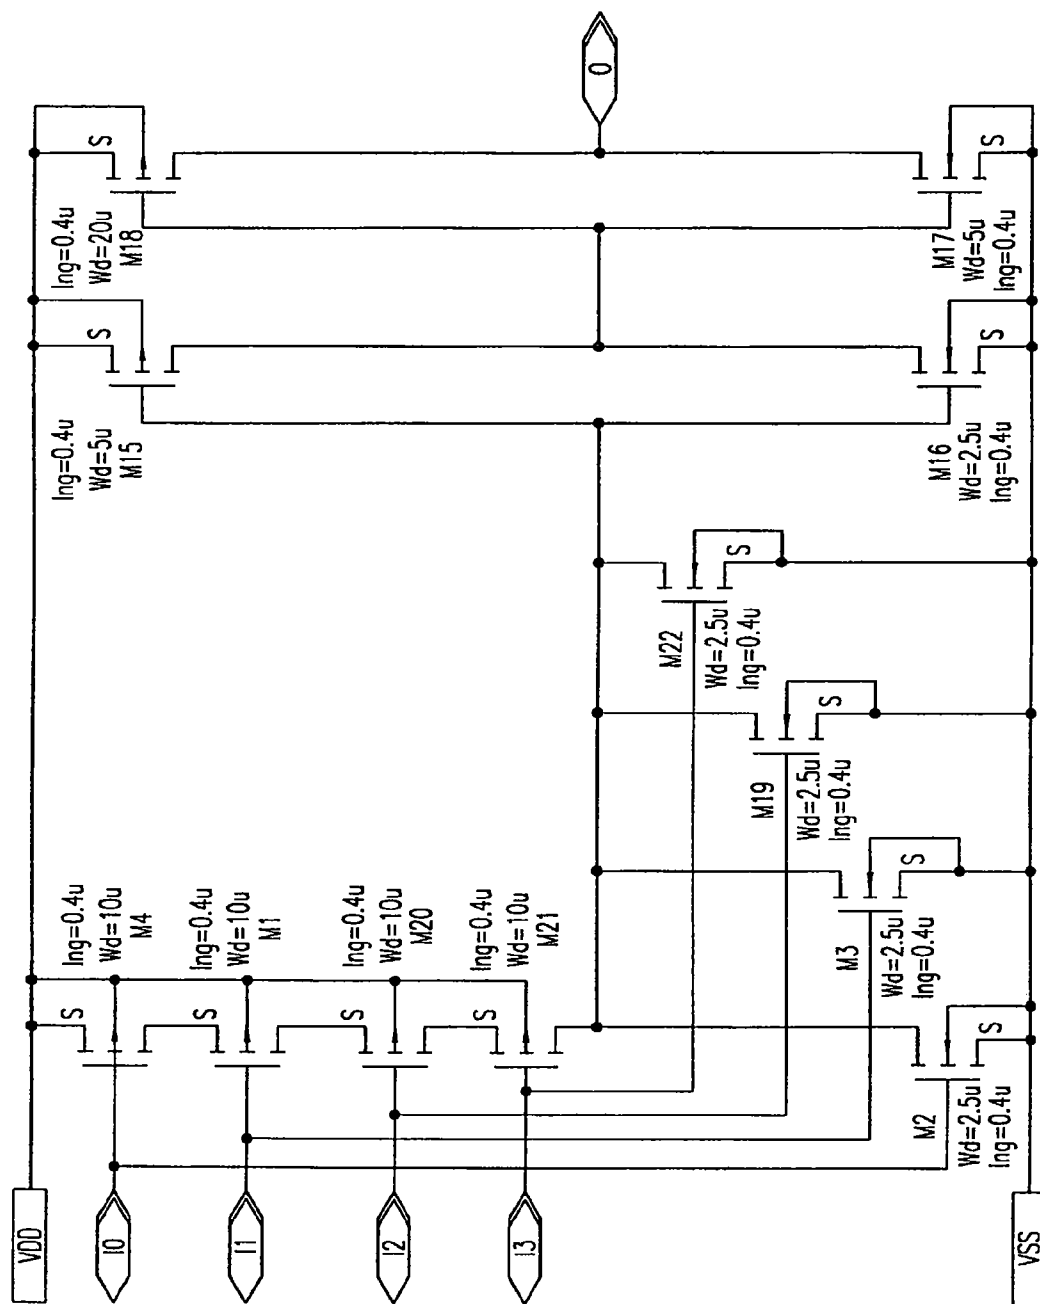 VDD
I0
I1
I2
I3
VSS
O
lng=0.4u
Wd=10u
M4
S
lng=0.4u
Wd=10u
M1
S
lng=0.4u
Wd=10u
M20
S
lng=0.4u
Wd=10u
M21
S
M2
Wd=2.5u
lng=0.4u
S
M3
Wd=2.5u
lng=0.4u
S
M19
Wd=2.5u
lng=0.4u
S
M22
Wd=2.5u
lng=0.4u
S
lng=0.4u
Wd=5u
M15
S
M16
Wd=2.5u
lng=0.4u
S
lng=0.4u
Wd=20u
M18
S
M17
Wd=5u
lng=0.4u
S